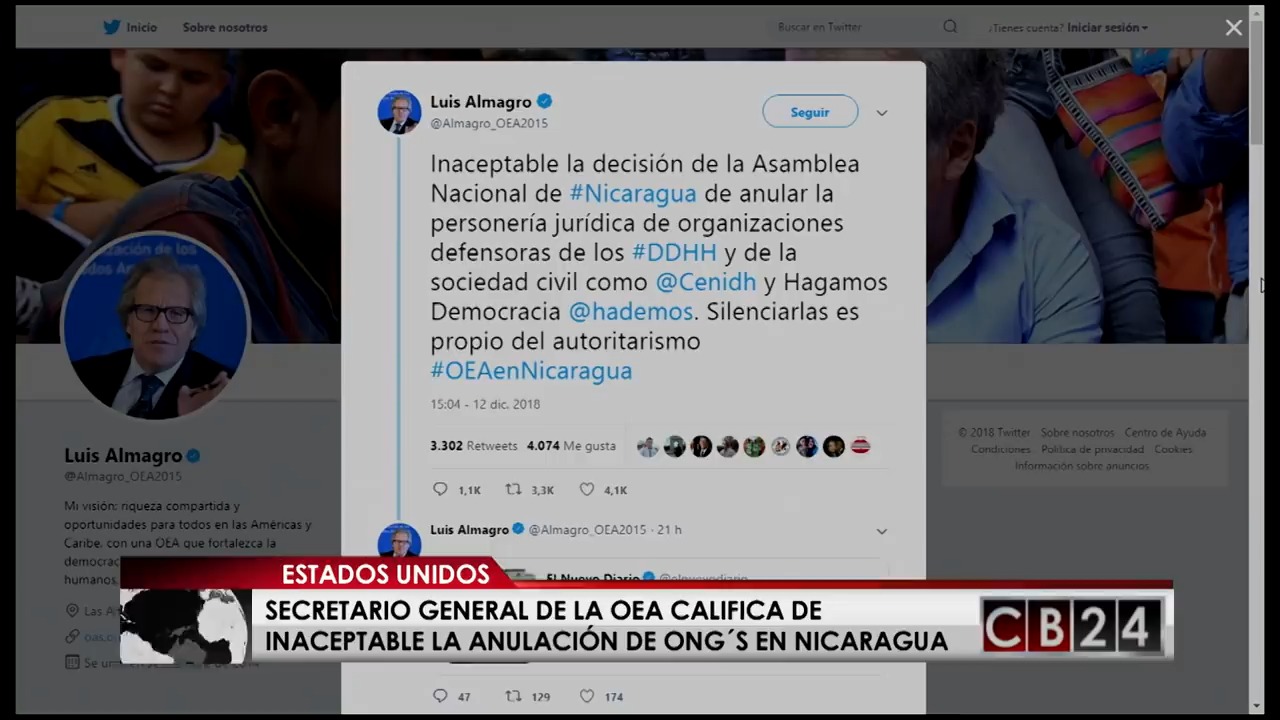 Inicio Sobre nosotros Buscar en Twitter ¿Tienes cuenta? Iniciar sesión
Luis Almagro
@Almagro_OEA2015
Seguir
Inaceptable la decisión de la Asamblea
Nacional de #Nicaragua de anular la
personería jurídica de organizaciones
defensoras de los #DDHH y de la
sociedad civil como @Cenidh y Hagamos
Democracia @hademos. Silenciarlas es
propio del autoritarismo
#OEAenNicaragua
15:04 - 12 dic. 2018
3.302 Retweets 4.074 Me gusta
1,1K 3,3K 4,1K
Luis Almagro @Almagro_OEA2015 · 21 h
El Nuevo Diario @elnuevodiario
47 129 174
Luis Almagro
@Almagro_OEA2015
Mi visión: riqueza compartida y
oportunidades para todos en las Américas y
Caribe, con una OEA que fortalezca la
humanos.
© 2018 Twitter Sobre nosotros Centro de Ayuda
Condiciones Política de privacidad Cookies
Información sobre anuncios
ESTADOS UNIDOS
SECRETARIO GENERAL DE LA OEA CALIFICA DE
INACEPTABLE LA ANULACIÓN DE ONG´S EN NICARAGUA
CB24